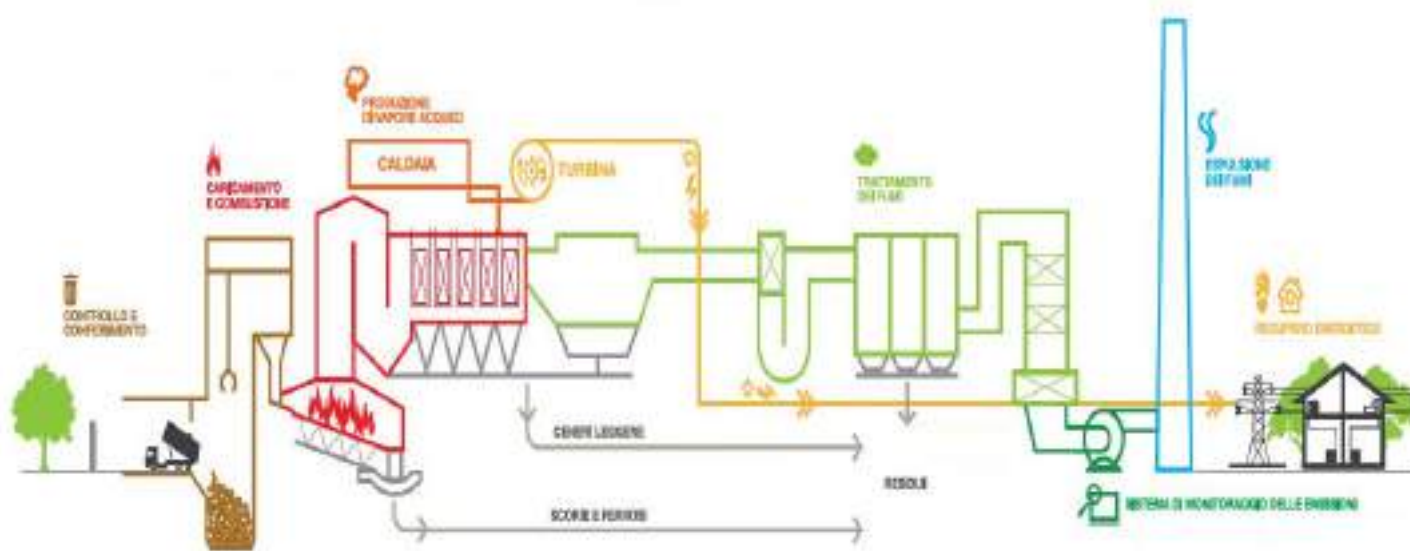 PRODUZIONE
DI VAPORE ACQUEO
CALDAIA
TURBINA
CARICAMENTO
E COMBUSTIONE
TRATTAMENTO
DEI FUMI
ESPULSIONE
DEI FUMI
CONTROLLO E
CONFERIMENTO
RECUPERO ENERGETICO
CENERI LEGGERE
RESIDUI
SCORIE E FERROSI
SISTEMA DI MONITORAGGIO DELLE EMISSIONI